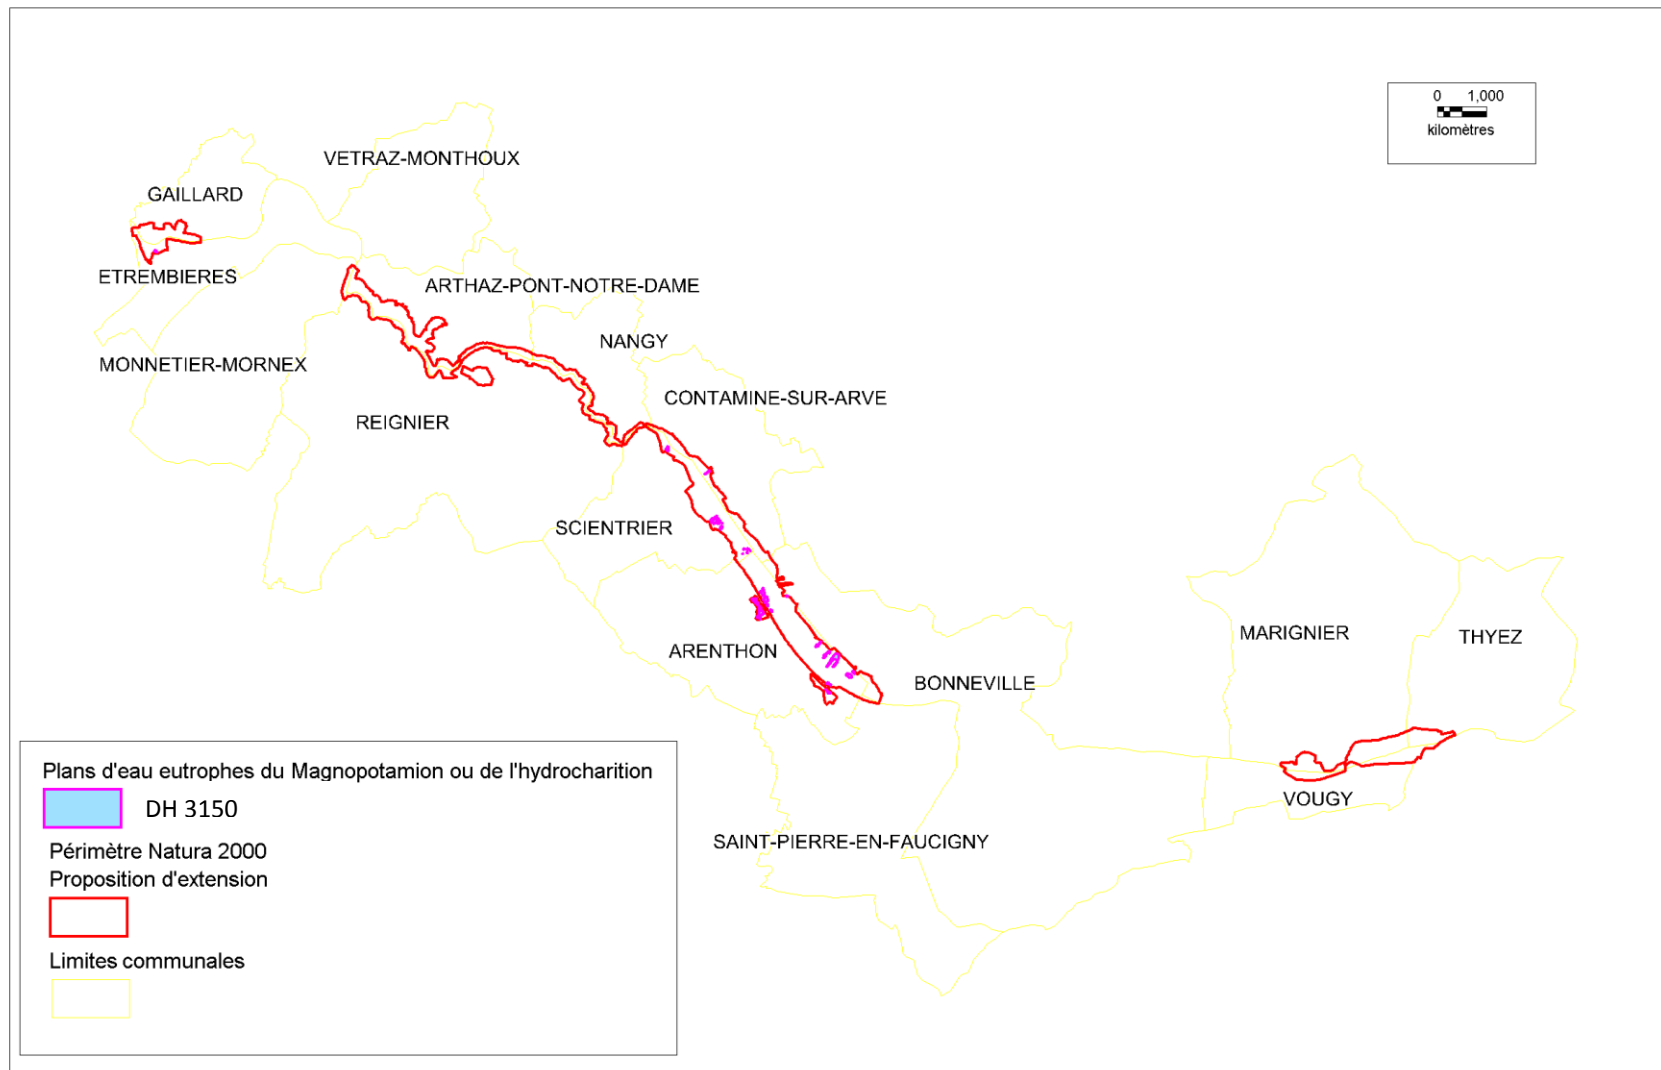 0 1,000
kilomètres
VETRAZ-MONTHOUX
GAILLARD
ETREMBIERES
ARTHAZ-PONT-NOTRE-DAME
NANGY
MONNETIER-MORNEX
CONTAMINE-SUR-ARVE
REIGNIER
SCIENTRIER
MARIGNIER
THYEZ
ARENTHON
BONNEVILLE
VOUGY
SAINT-PIERRE-EN-FAUCIGNY
Plans d'eau eutrophes du Magnopotamion ou de l'hydrocharition
DH 3150
Périmètre Natura 2000
Proposition d'extension
Limites communales